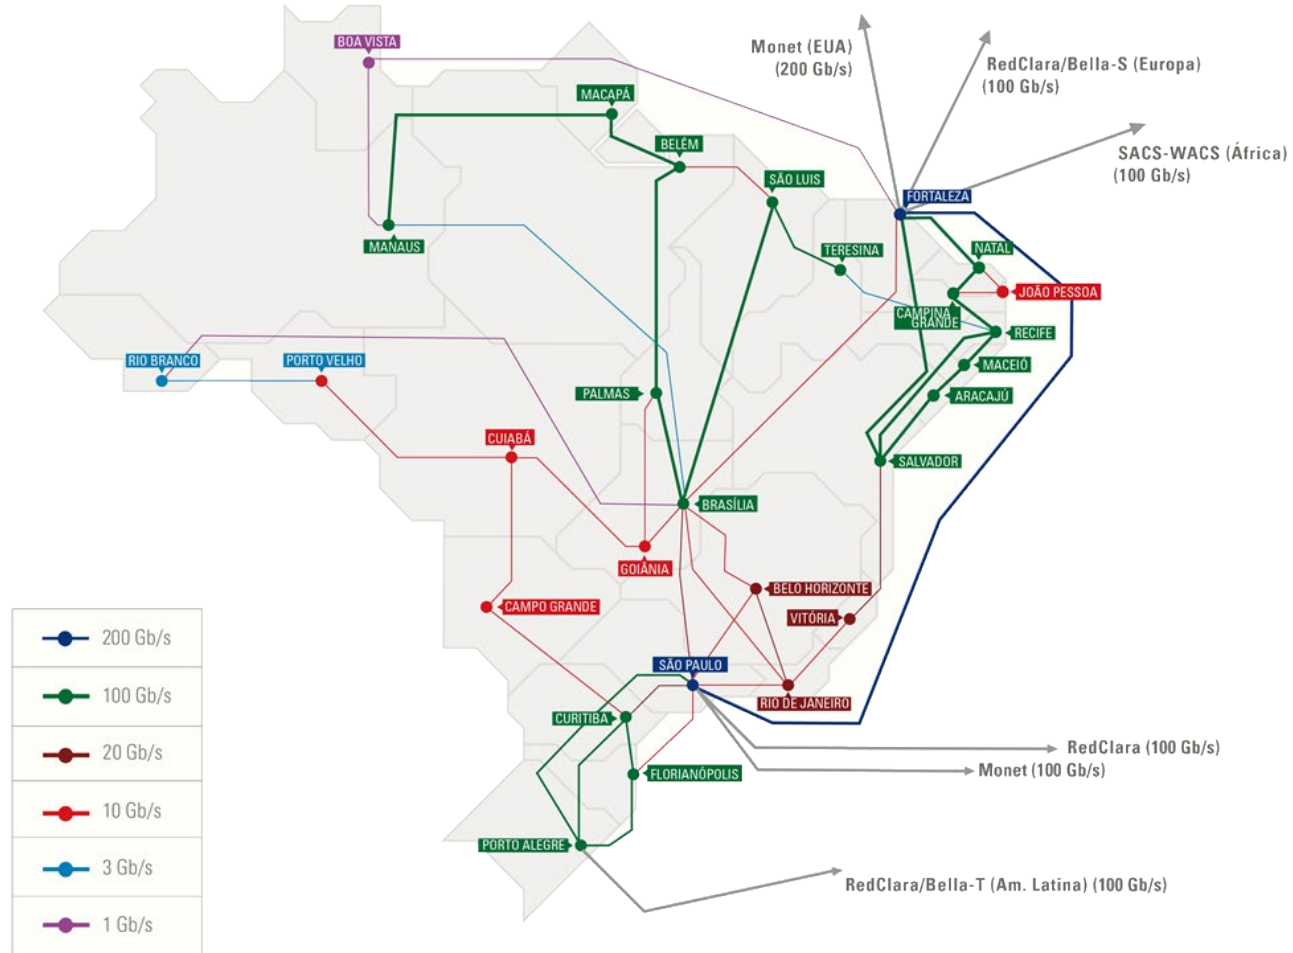 BOA VISTA
Monet (EUA)
(200 Gb/s)
RedClara/Bella-S (Europa)
(100 Gb/s)
MACAPÁ
SACS-WACS (África)
(100 Gb/s)
BELÉM
SÃO LUIS
FORTALEZA
MANAUS
TERESINA
NATAL
JOÃO PESSOA
CAMPINA
GRANDE
RECIFE
RIO BRANCO
PORTO VELHO
MACEIÓ
PALMAS
ARACAJÚ
CUIABÁ
SALVADOR
BRASÍLIA
GOIÂNIA
BELO HORIZONTE
CAMPO GRANDE
VITÓRIA
200 Gb/s
SÃO PAULO
100 Gb/s
RIO DE JANEIRO
CURITIBA
20 Gb/s
RedClara (100 Gb/s)
Monet (100 Gb/s)
FLORIANÓPOLIS
10 Gb/s
PORTO ALEGRE
3 Gb/s
RedClara/Bella-T (Am. Latina) (100 Gb/s)
1 Gb/s